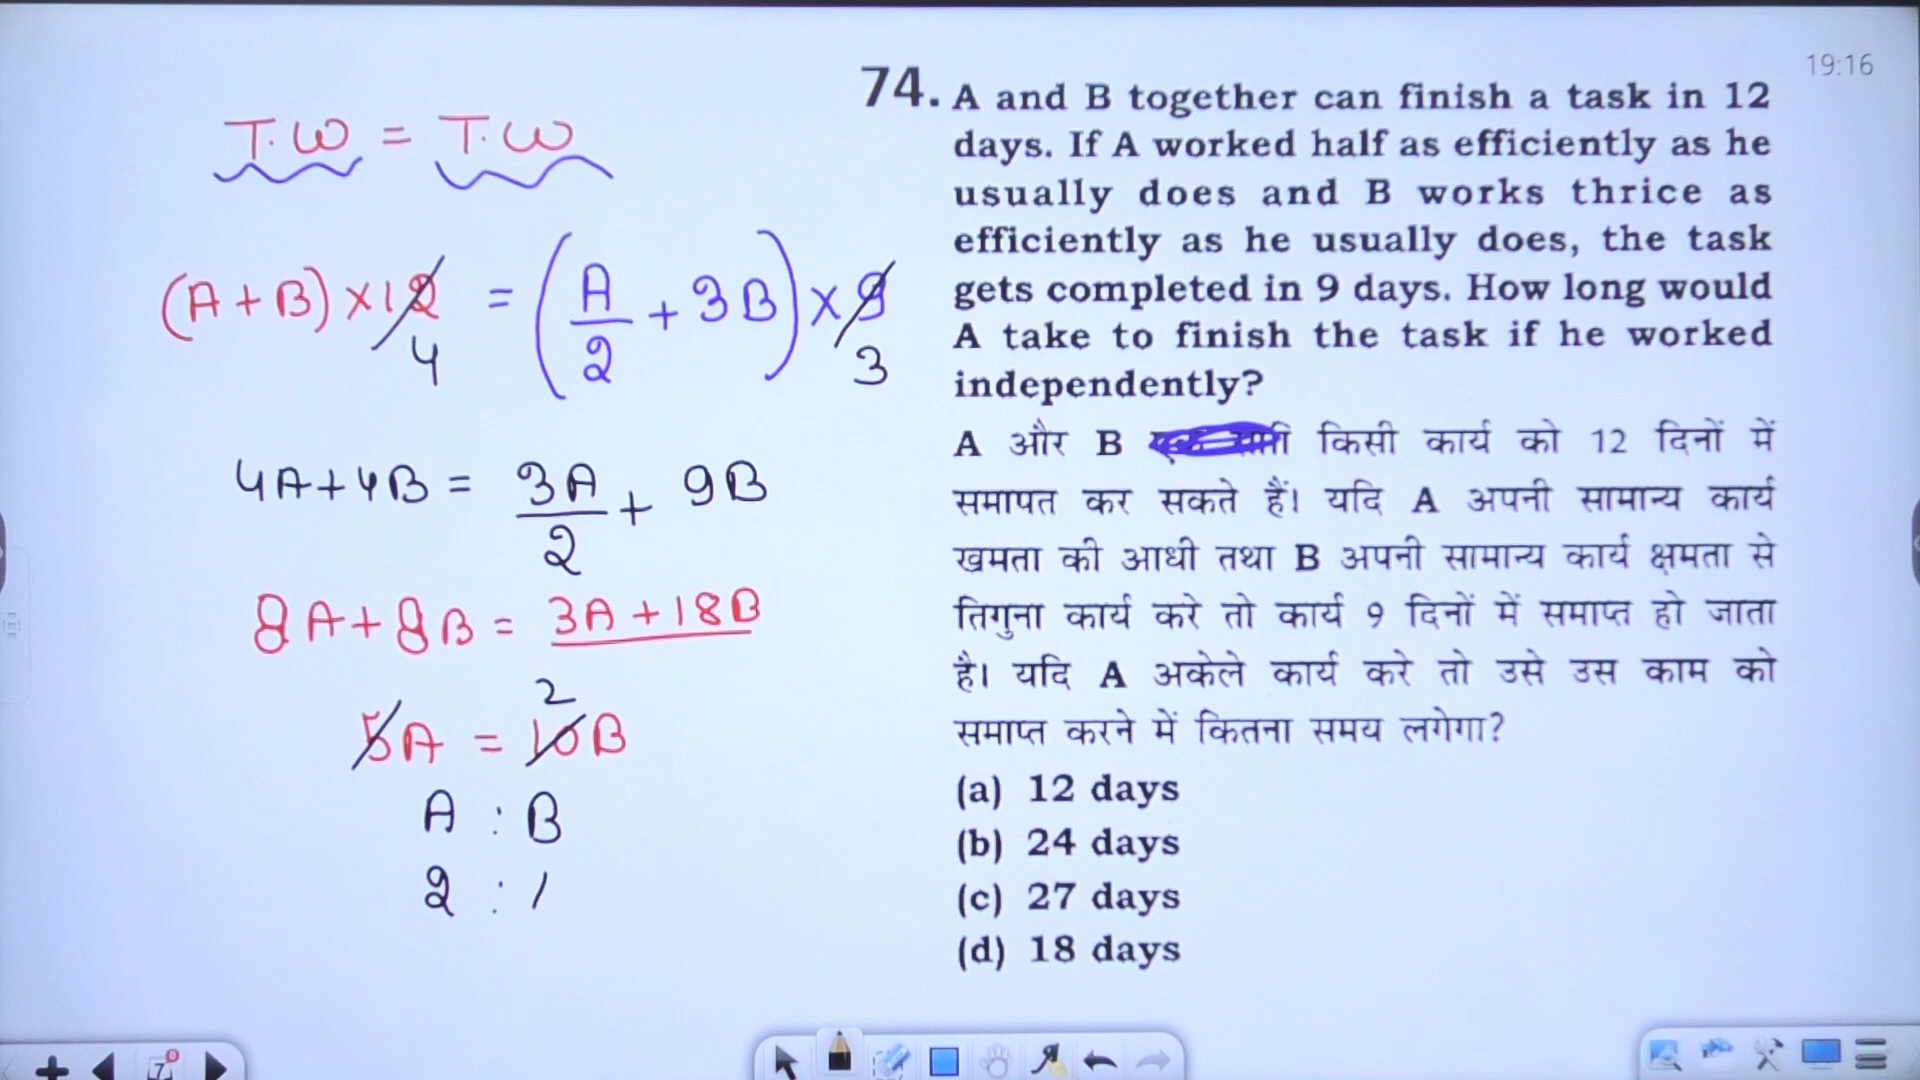 19:16
T.W = T.W
(A+B)×12 = (A/2 + 3B)×9
4 3
4A+4B = 3A/2 + 9B
8A+8B = 3A+18B
2
5A = 10B
A : B
2 : 1
74. A and B together can finish a task in 12
days. If A worked half as efficiently as he
usually does and B works thrice as
efficiently as he usually does, the task
gets completed in 9 days. How long would
A take to finish the task if he worked
independently?
A और B किसी कार्य को 12 दिनों में
समापत कर सकते हैं। यदि A अपनी सामान्य कार्य
खमता की आधी तथा B अपनी सामान्य कार्य क्षमता से
तिगुना कार्य करे तो कार्य 9 दिनों में समाप्त हो जाता
है। यदि A अकेले कार्य करे तो उसे उस काम को
समाप्त करने में कितना समय लगेगा?
(a) 12 days
(b) 24 days
(c) 27 days
(d) 18 days
7
0